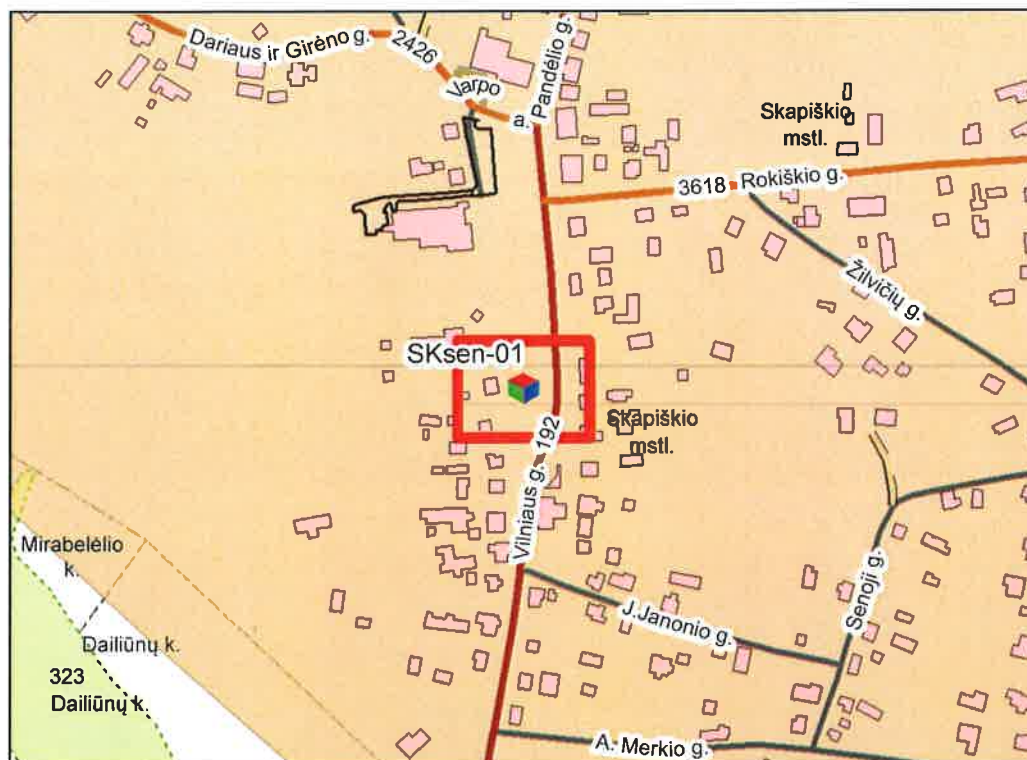 Dariaus ir Girėno g.
2426
Varpo
a.
Pandėlio g.
Skapiškio
mstl.
3618 Rokiškio g.
Žilvičių g.
SKsen-01
Skapiškio
mstl.
Vilniaus g. 192
Mirabelėlio
k.
Dailiūnų k.
323
Dailiūnų k.
J.Janonio g.
Senoji g.
A. Merkio g.